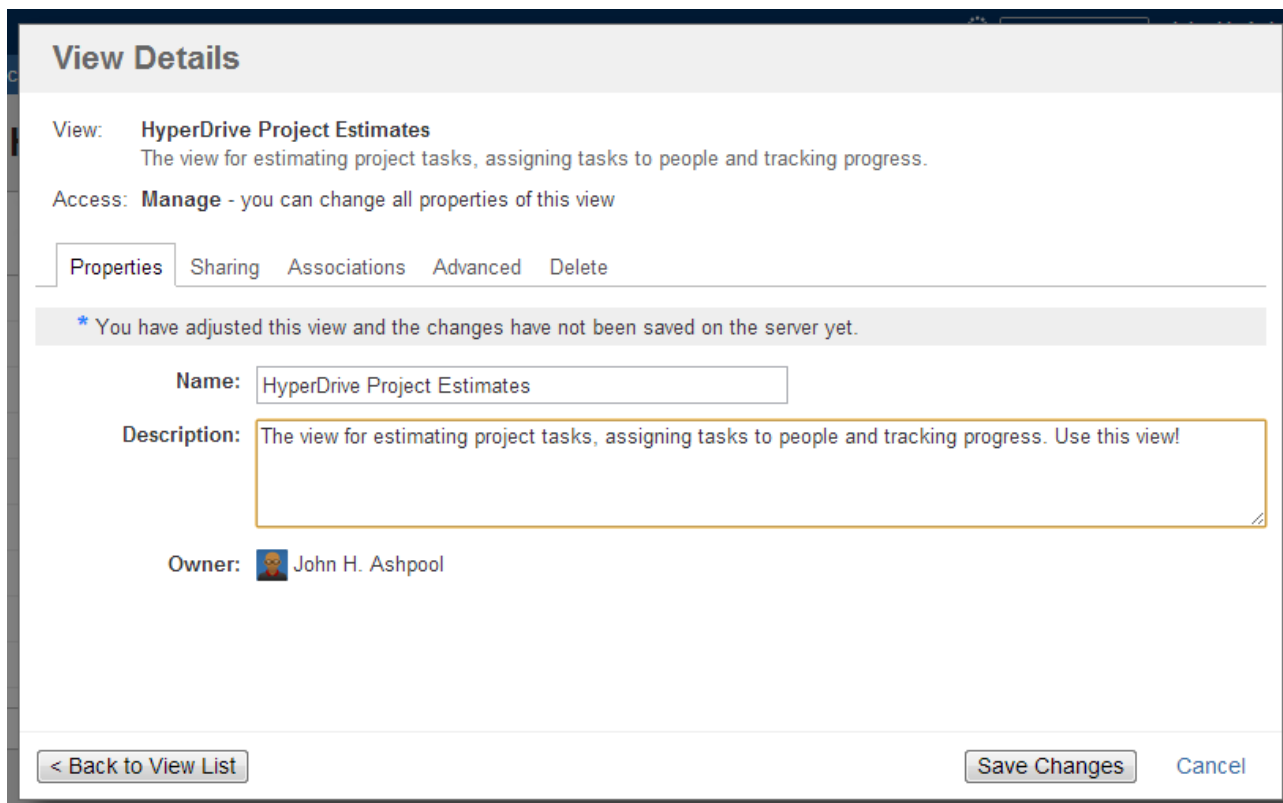 View Details
View: HyperDrive Project Estimates
The view for estimating project tasks, assigning tasks to people and tracking progress.
Access: Manage - you can change all properties of this view
Properties Sharing Associations Advanced Delete
* You have adjusted this view and the changes have not been saved on the server yet.
Name: HyperDrive Project Estimates
Description: The view for estimating project tasks, assigning tasks to people and tracking progress. Use this view!
Owner: John H. Ashpool
< Back to View List Save Changes Cancel